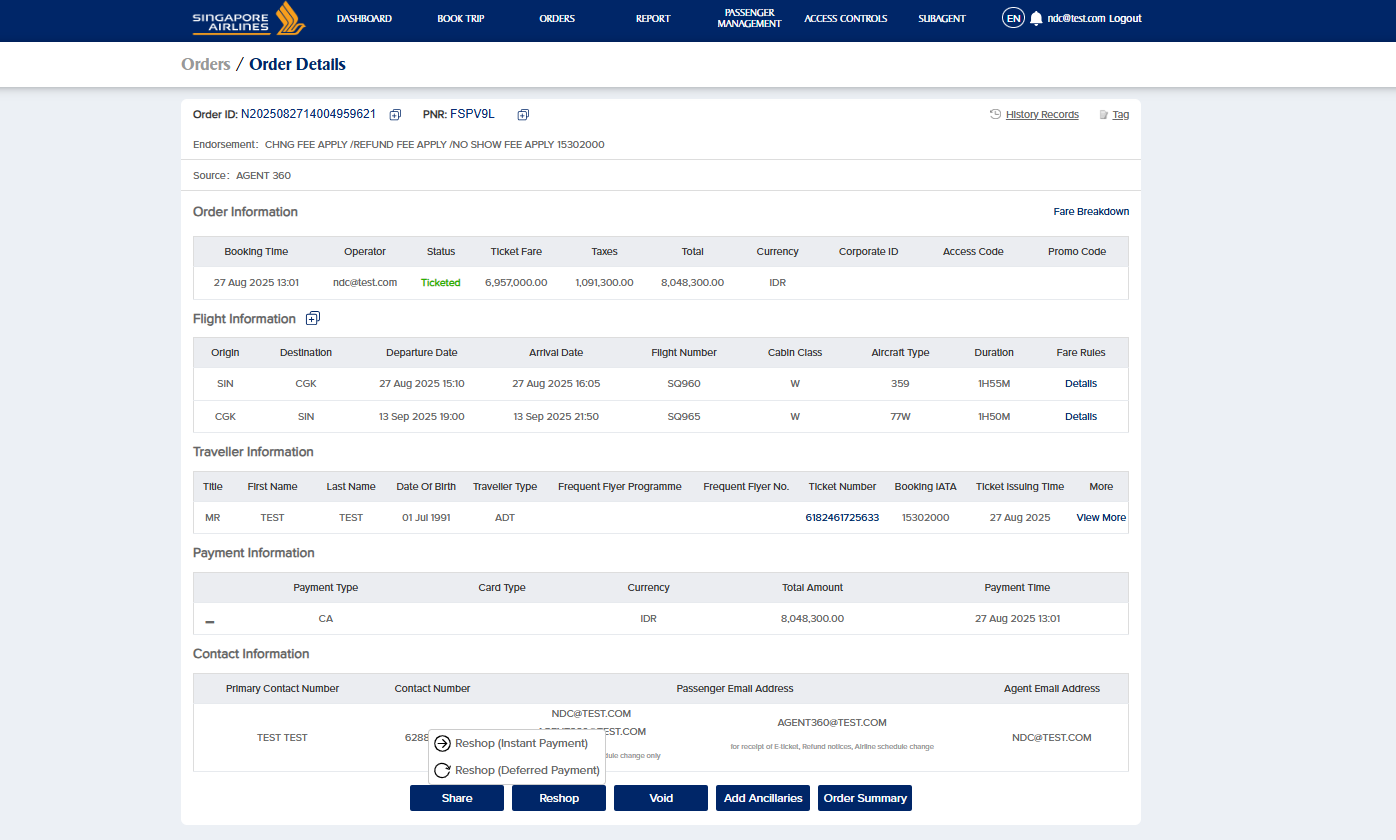 SINGAPORE AIRLINES
DASHBOARD
BOOK TRIP
ORDERS
REPORT
PASSENGER MANAGEMENT
ACCESS CONTROLS
SUBAGENT
EN
ndc@test.com Logout
Orders / Order Details
Order ID: N2025082714004959621 PNR: FSPV9L History Records Tag
Endorsement: CHNG FEE APPLY /REFUND FEE APPLY /NO SHOW FEE APPLY 15302000
Source: AGENT 360
Order Information Fare Breakdown
Booking Time Operator Status Ticket Fare Taxes Total Currency Corporate ID Access Code Promo Code
27 Aug 2025 13:01 ndc@test.com Ticketed 6,957,000.00 1,091,300.00 8,048,300.00 IDR
Flight Information
Origin Destination Departure Date Arrival Date Flight Number Cabin Class Aircraft Type Duration Fare Rules
SIN CGK 27 Aug 2025 15:10 27 Aug 2025 16:05 SQ960 W 359 1H55M Details
CGK SIN 13 Sep 2025 19:00 13 Sep 2025 21:50 SQ965 W 77W 1H50M Details
Traveller Information
Title First Name Last Name Date Of Birth Traveller Type Frequent Flyer Programme Frequent Flyer No. Ticket Number Booking IATA Ticket Issuing Time More
MR TEST TEST 01 Jul 1991 ADT 6182461725633 15302000 27 Aug 2025 View More
Payment Information
Payment Type Card Type Currency Total Amount Payment Time
CA IDR 8,048,300.00 27 Aug 2025 13:01
Contact Information
Primary Contact Number Contact Number Passenger Email Address Agent Email Address
NDC@TEST.COM
AGENT360@TEST.COM
TEST TEST 6288 NDC@TEST.COM
for receipt of E-ticket, Refund notices, Airline schedule change
change only
Reshop (Instant Payment)
Reshop (Deferred Payment)
Share Reshop Void Add Ancillaries Order Summary